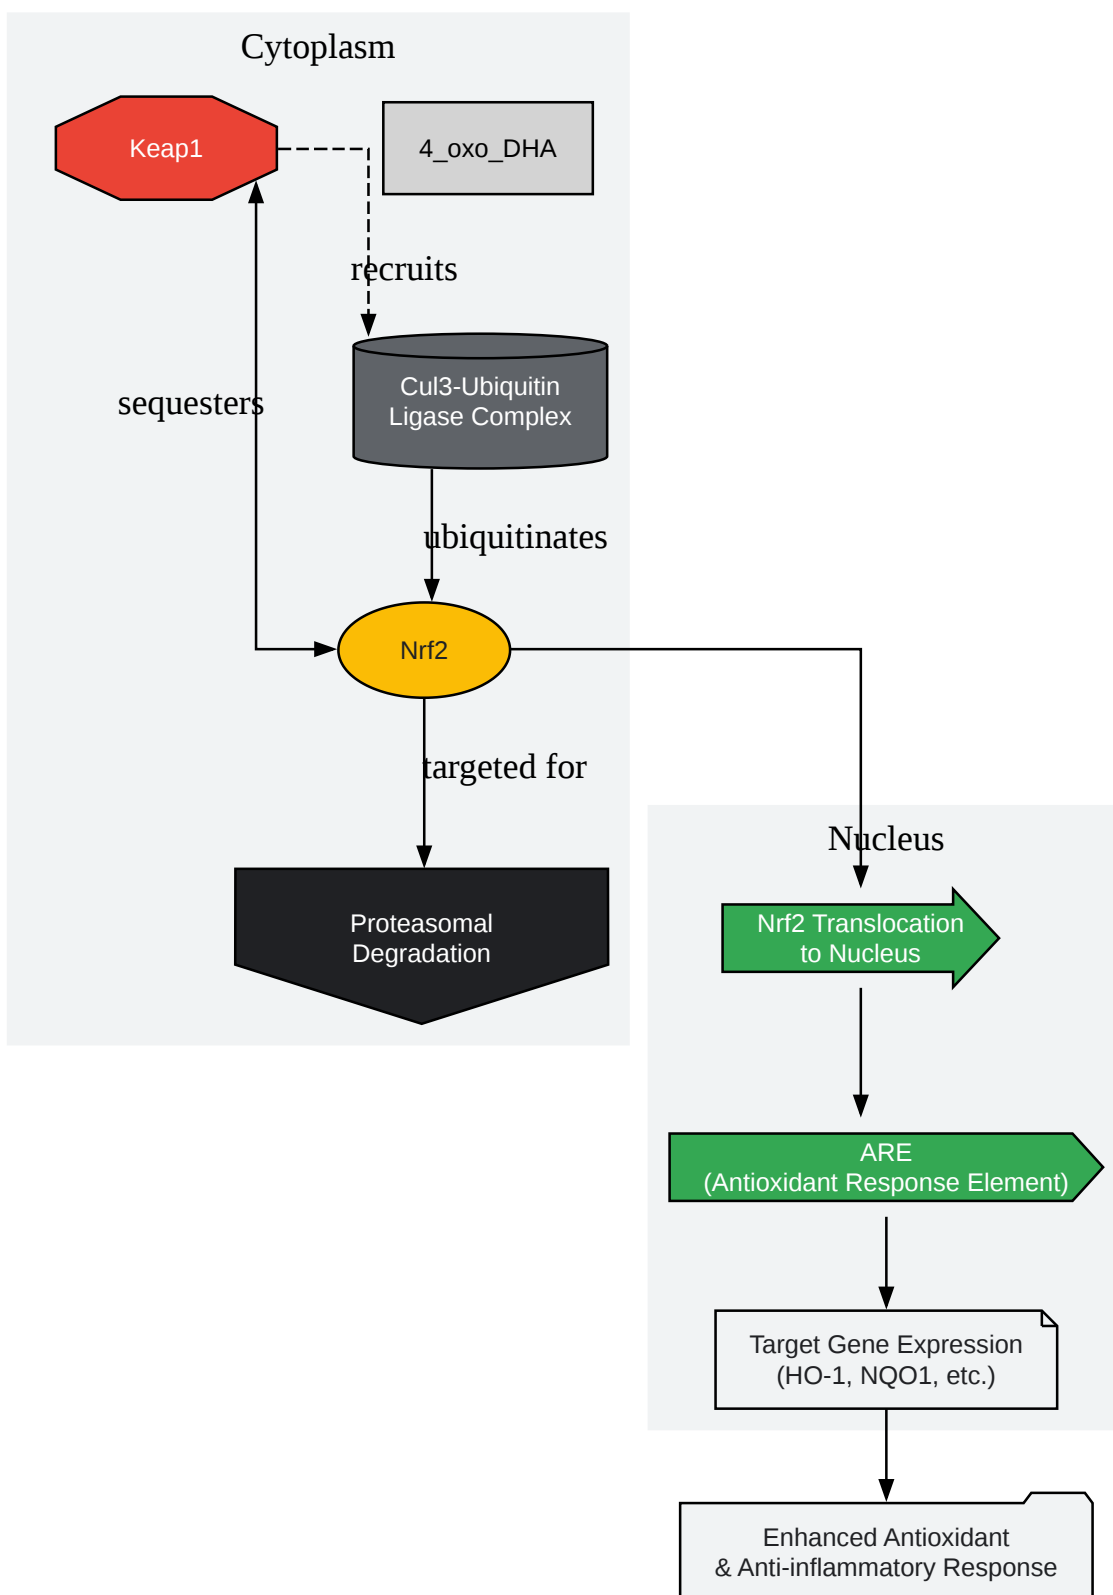 Cytoplasm
Keap1
4_oxo_DHA
recruits
Cul3-Ubiquitin
Ligase Complex
sequesters
ubiquitinates
Nrf2
targeted for
Proteasomal
Degradation
Nucleus
Nrf2 Translocation
to Nucleus
ARE
(Antioxidant Response Element)
Target Gene Expression
(HO-1, NQO1, etc.)
Enhanced Antioxidant
& Anti-inflammatory Response